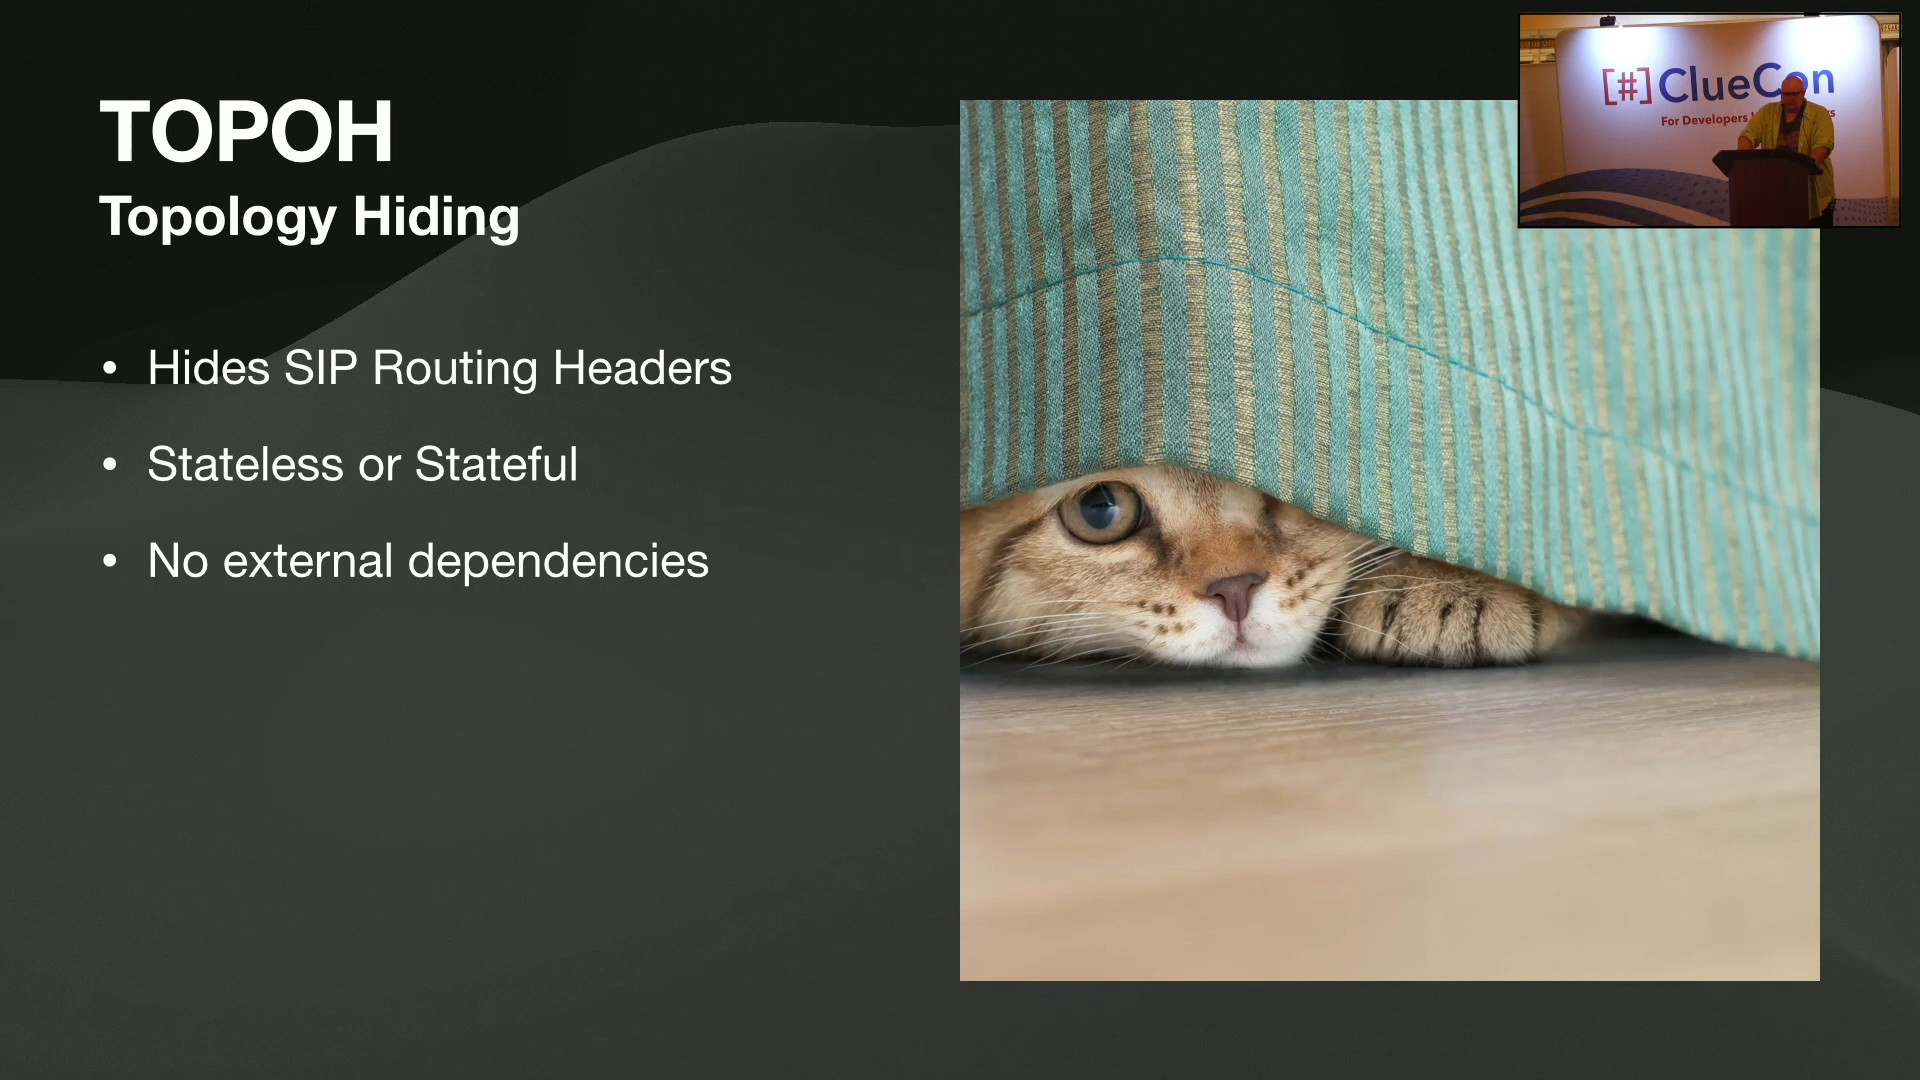 TOPOH
Topology Hiding
• Hides SIP Routing Headers
• Stateless or Stateful
• No external dependencies
[#] ClueCon
For Developers